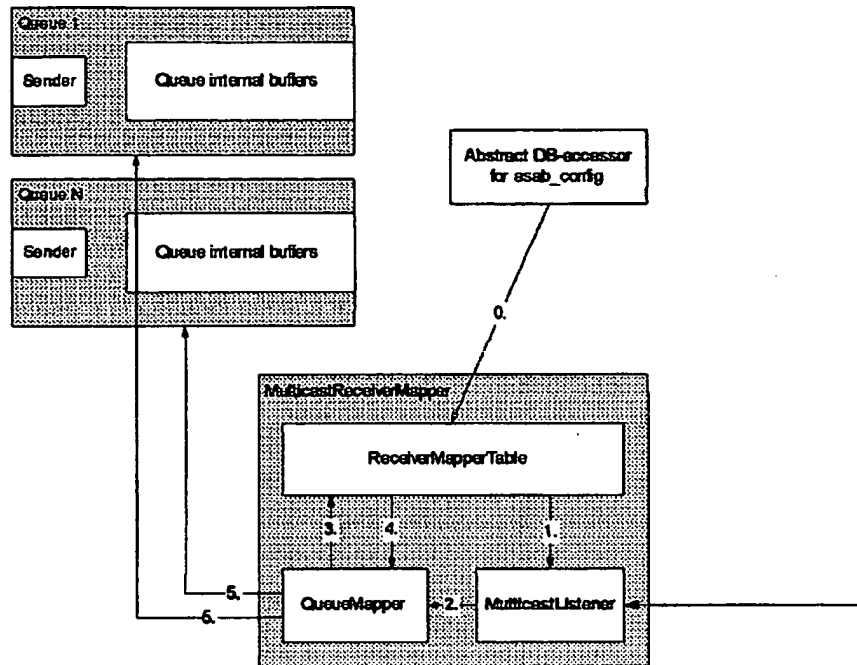 Queue 1
Sender
Queue internal buffers
Abstract DB-accessor
for asab_config
Queue N
Sender
Queue internal buffers
0.
MulticastReceiverMapper
ReceiverMapperTable
3.
4.
1.
5.
QueueMapper
2.
MulticastListener
5.